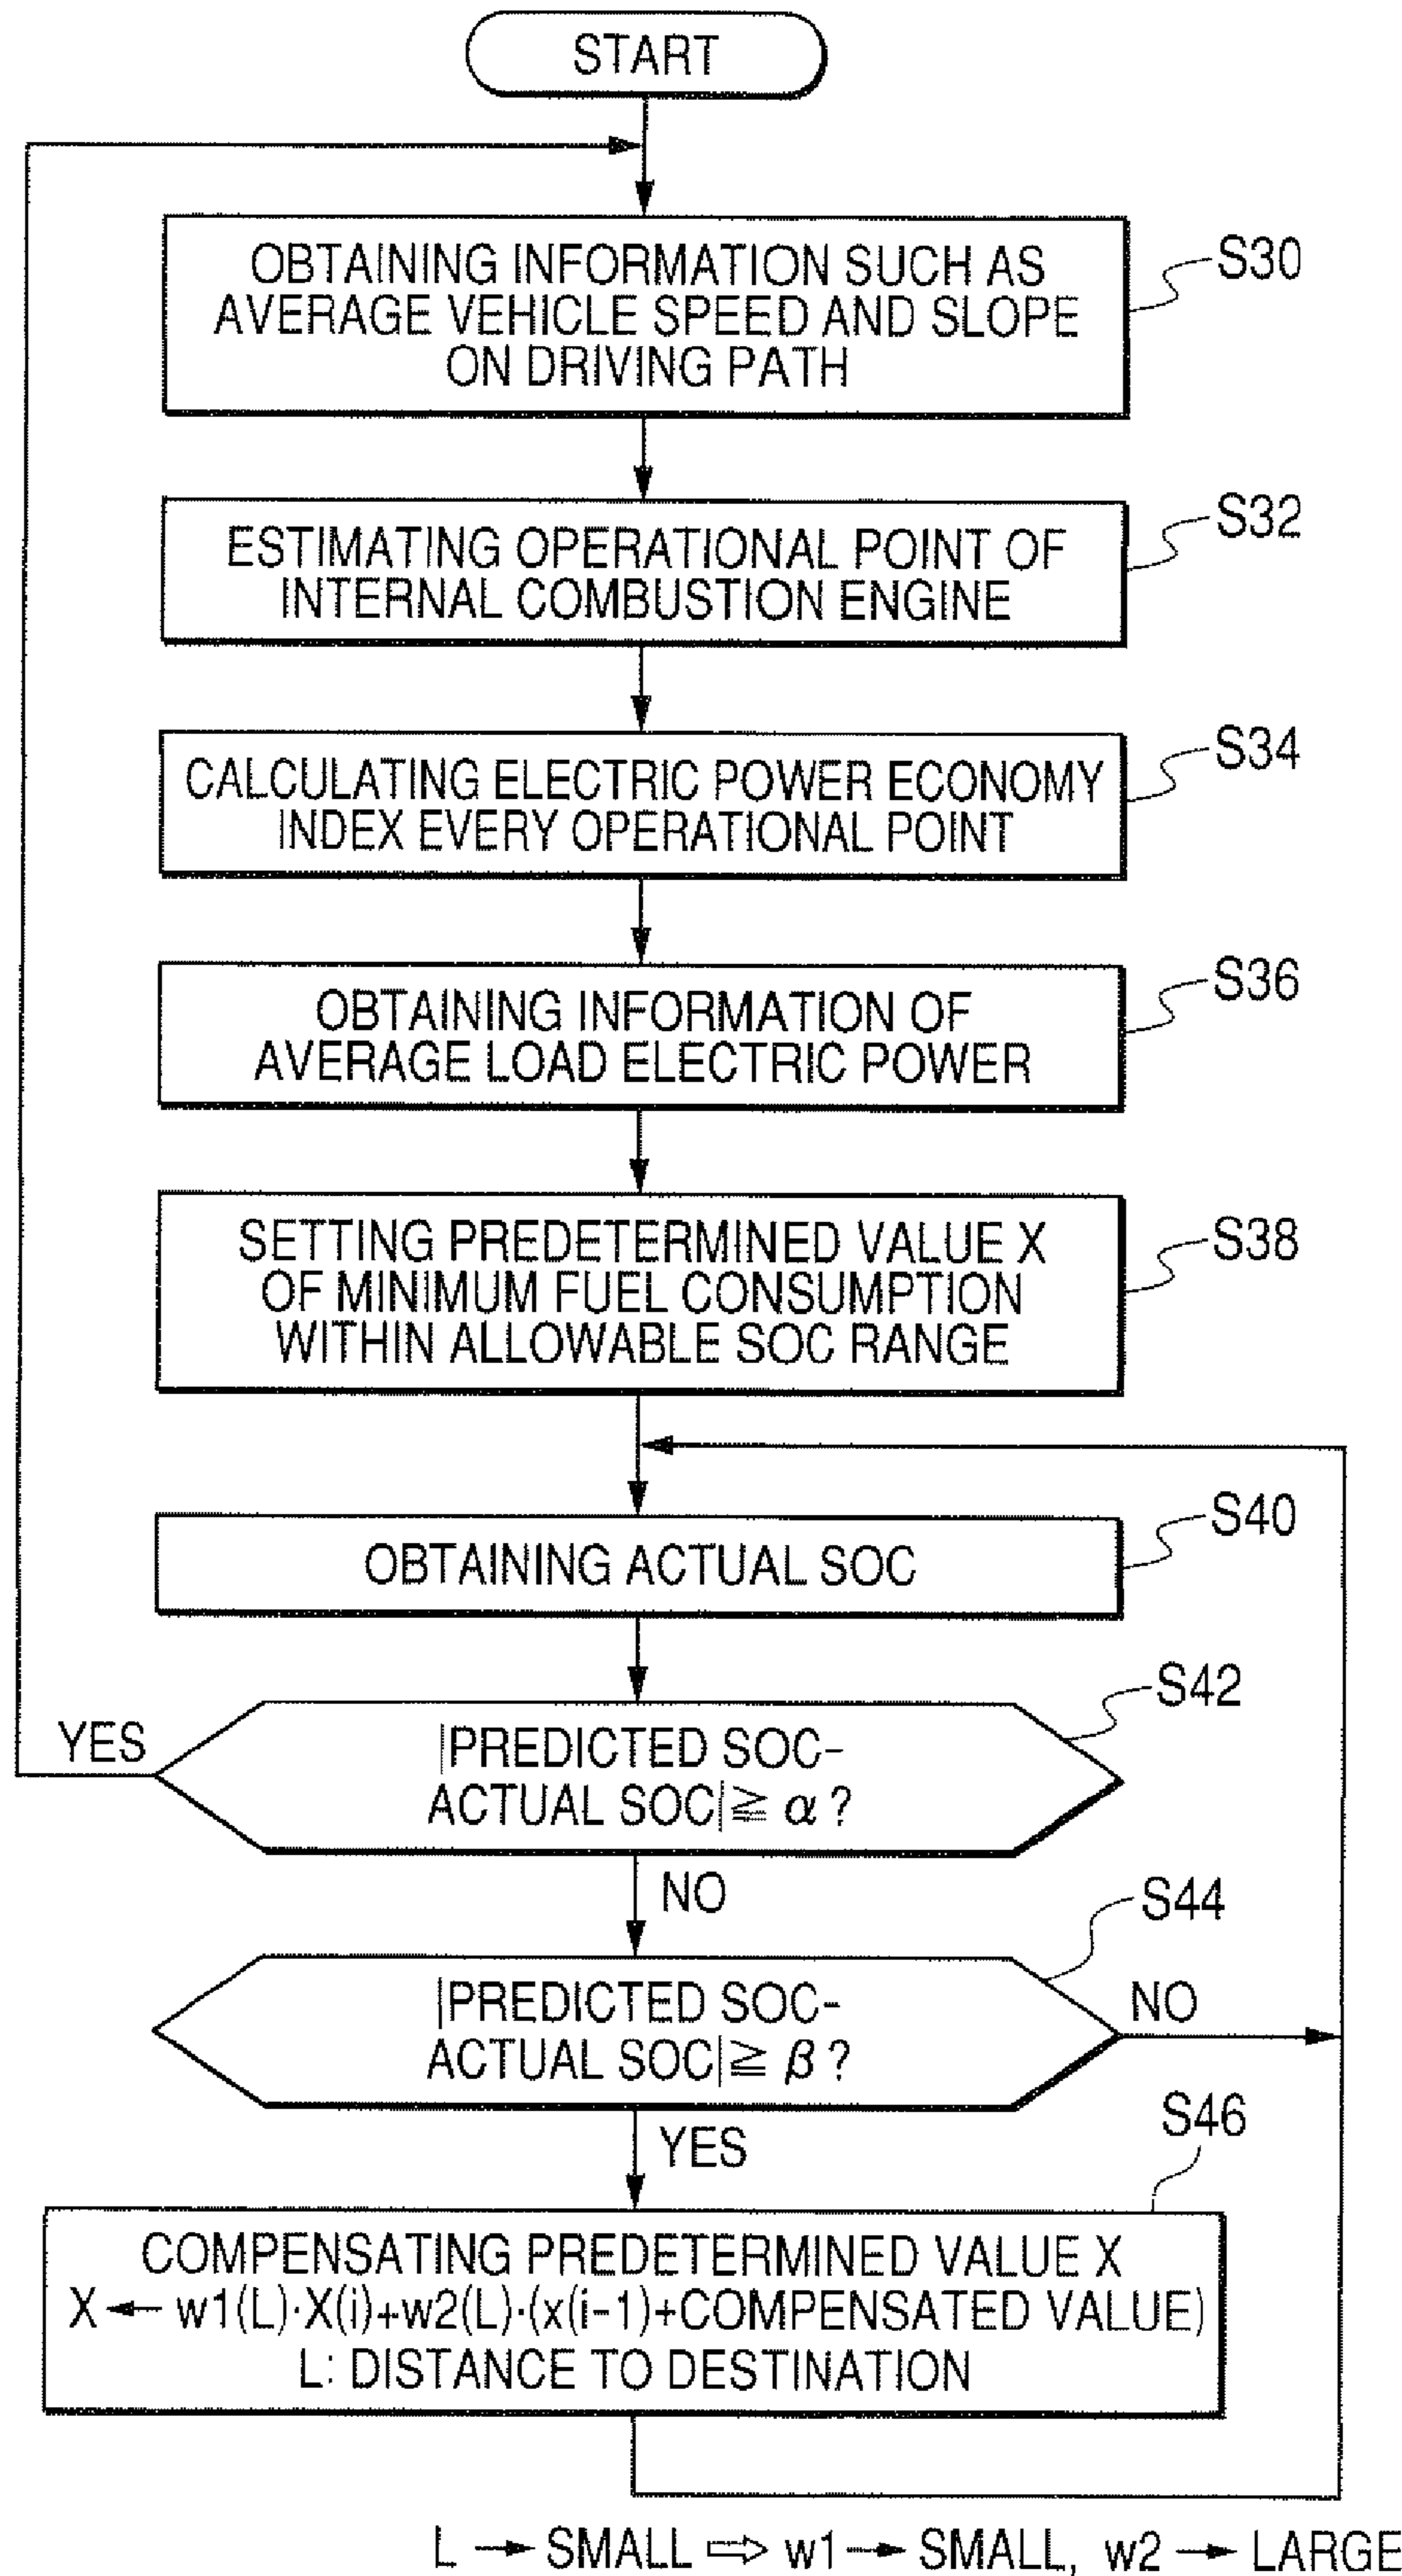 START
OBTAINING INFORMATION SUCH AS
AVERAGE VEHICLE SPEED AND SLOPE
ON DRIVING PATH
S30
ESTIMATING OPERATIONAL POINT OF
INTERNAL COMBUSTION ENGINE
S32
CALCULATING ELECTRIC POWER ECONOMY
INDEX EVERY OPERATIONAL POINT
S34
OBTAINING INFORMATION OF
AVERAGE LOAD ELECTRIC POWER
S36
SETTING PREDETERMINED VALUE X
OF MINIMUM FUEL CONSUMPTION
WITHIN ALLOWABLE SOC RANGE
S38
OBTAINING ACTUAL SOC
S40
|PREDICTED SOC-
ACTUAL SOC|≧ α ?
S42
YES
NO
|PREDICTED SOC-
ACTUAL SOC|≧ β ?
S44
NO
YES
COMPENSATING PREDETERMINED VALUE X
X ← w1(L)·X(i)+w2(L)·(x(i-1)+COMPENSATED VALUE)
L: DISTANCE TO DESTINATION
S46
L → SMALL ⇨ w1 → SMALL, w2 → LARGE